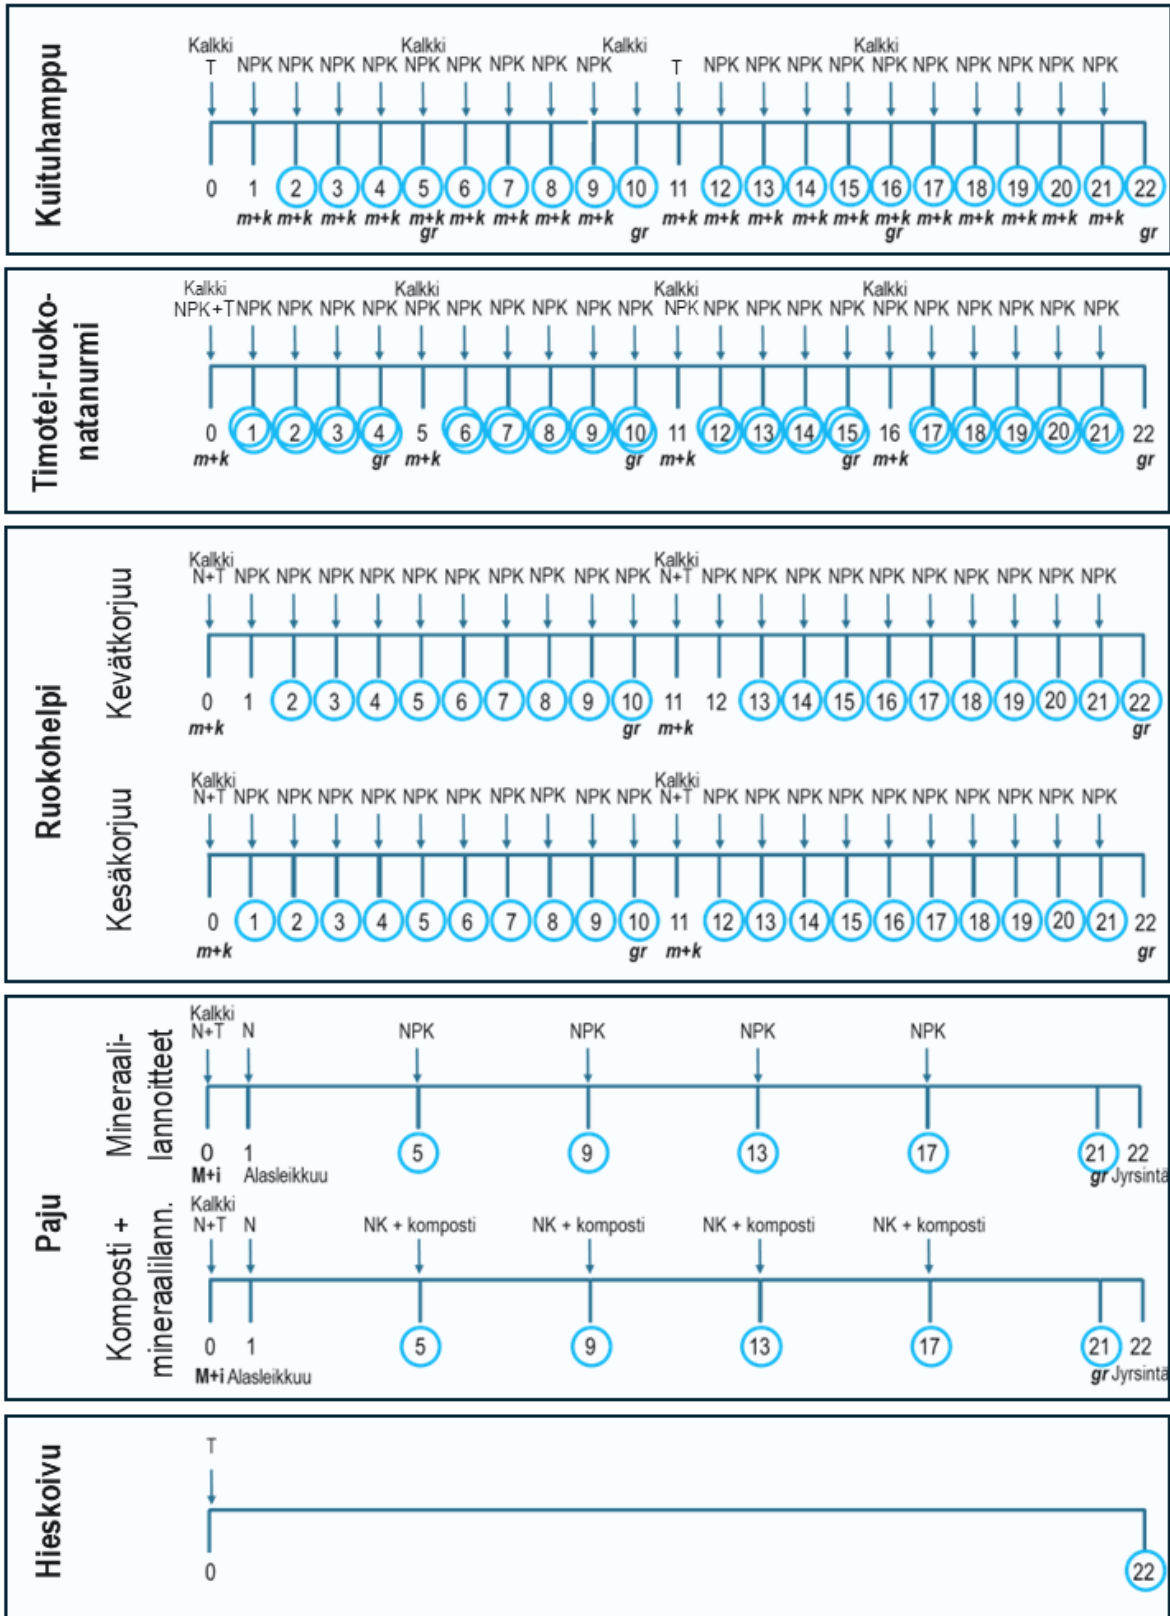 Kuituhamppu
Kalkki Kalkki Kalkki Kalkki
T NPK NPK NPK NPK NPK NPK NPK NPK NPK T NPK NPK NPK NPK NPK NPK NPK NPK NPK NPK
0 1 2 3 4 5 6 7 8 9 10 11 12 13 14 15 16 17 18 19 20 21 22
m+k m+k m+k m+k m+k m+k m+k m+k m+k m+k m+k m+k m+k m+k m+k m+k m+k m+k m+k m+k
gr gr gr gr
Timotei-ruoko-
natanurmi
Kalkki Kalkki Kalkki Kalkki
NPK+T NPK NPK NPK NPK NPK NPK NPK NPK NPK NPK NPK NPK NPK NPK NPK NPK NPK NPK NPK NPK NPK
0 1 2 3 4 5 6 7 8 9 10 11 12 13 14 15 16 17 18 19 20 21 22
m+k gr m+k gr m+k gr m+k gr
Ruokohelpi
Kevätkorjuu
Kalkki Kalkki
N+T NPK NPK NPK NPK NPK NPK NPK NPK NPK NPK N+T NPK NPK NPK NPK NPK NPK NPK NPK NPK NPK
0 1 2 3 4 5 6 7 8 9 10 11 12 13 14 15 16 17 18 19 20 21 22
m+k gr m+k gr
Kesäkorjuu
Kalkki Kalkki
N+T NPK NPK NPK NPK NPK NPK NPK NPK NPK NPK N+T NPK NPK NPK NPK NPK NPK NPK NPK NPK NPK
0 1 2 3 4 5 6 7 8 9 10 11 12 13 14 15 16 17 18 19 20 21 22
m+k gr m+k gr
Paju
Mineraali-
lannoitteet
Kalkki
N+T N NPK NPK NPK NPK
0 1 5 9 13 17 21 22
M+i Alasleikkuu gr Jyrsintä
Komposti +
mineraalilann.
Kalkki
N+T N NK + komposti NK + komposti NK + komposti NK + komposti
0 1 5 9 13 17 21 22
M+i Alasleikkuu gr Jyrsintä
Hieskoivu
T
0 22